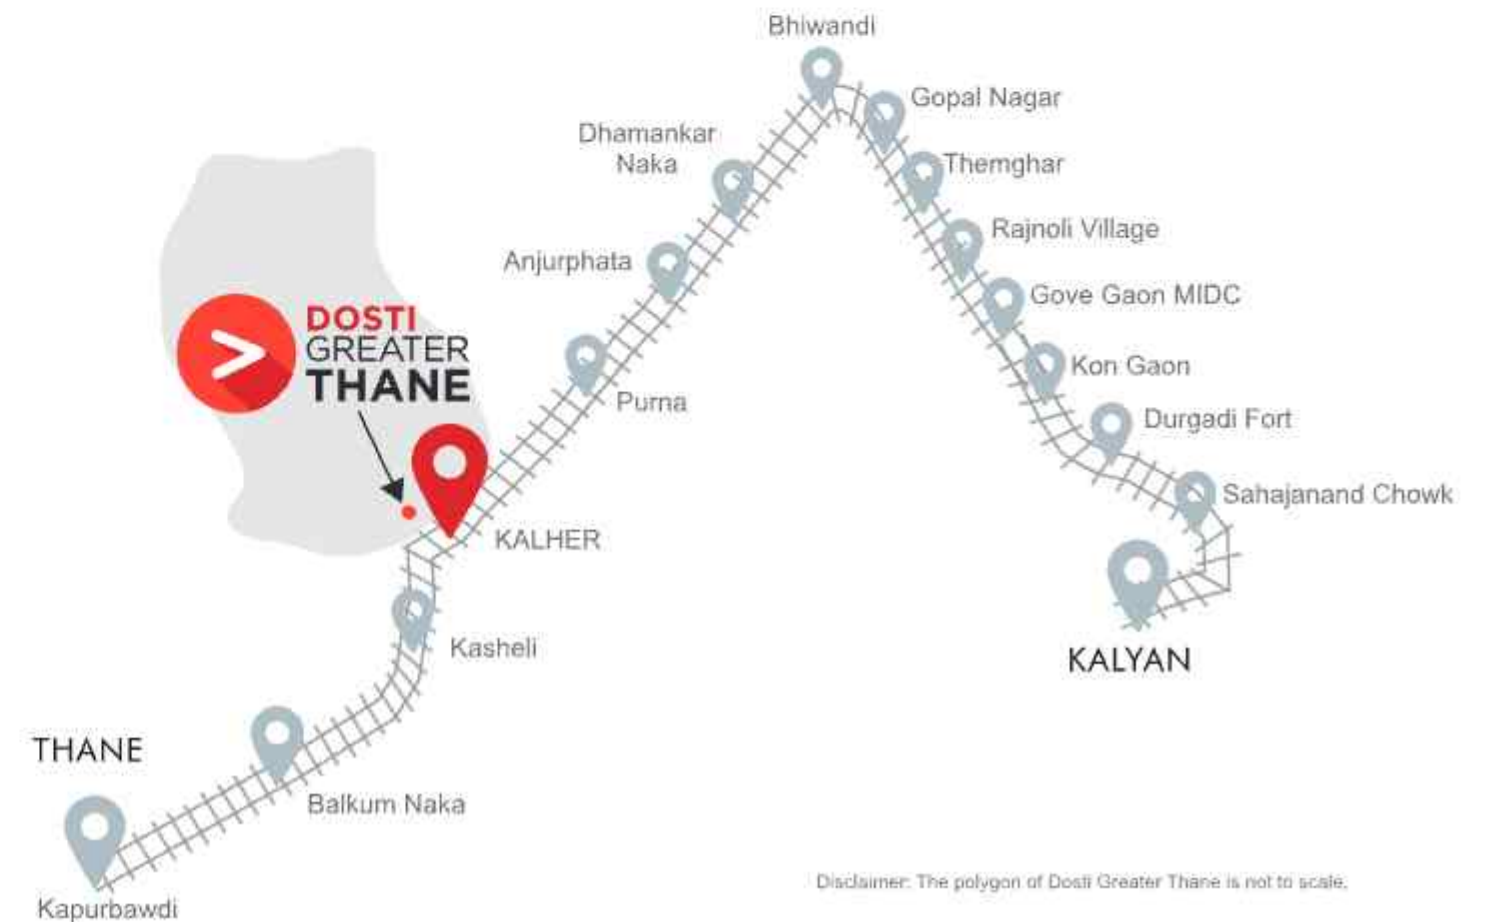 Bhiwandi
Gopal Nagar
Dhamankar
Naka
Themghar
Rajnoli Village
Anjurphata
Gove Gaon MIDC
DOSTI
GREATER
THANE
Kon Gaon
Purna
Durgadi Fort
Sahajanand Chowk
KALHER
Kasheli
KALYAN
THANE
Balkum Naka
Disclaimer: The polygon of Dosti Greater Thane is not to scale.
Kapurbawdi